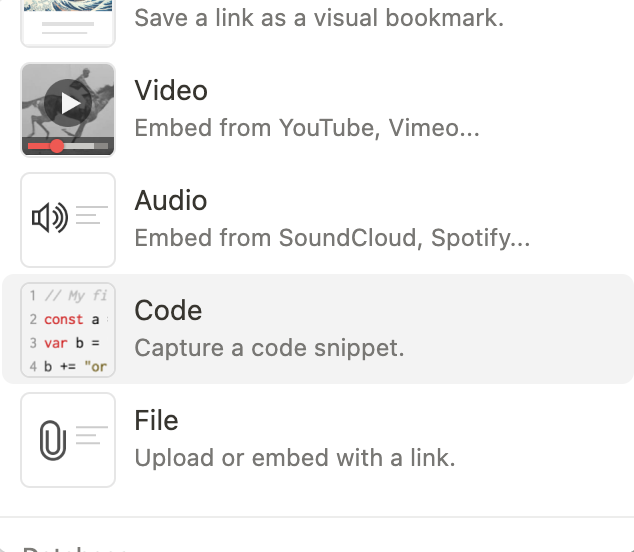 Save a link as a visual bookmark.
Video
Embed from YouTube, Vimeo...
Audio
Embed from SoundCloud, Spotify...
1 // My fi
2 const a
3 var b =
4 b += "or
Code
Capture a code snippet.
File
Upload or embed with a link.